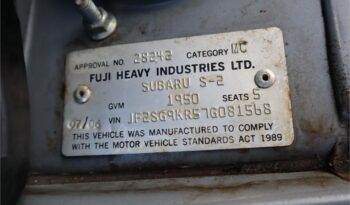 APPROVAL NO. 28243 CATEGORY MC
FUJI HEAVY INDUSTRIES LTD.
SUBARU S-2
GVM 1950 SEATS 5
07/06 VIN JF2SG9KR57G081568
THIS VEHICLE WAS MANUFACTURED TO COMPLY
WITH THE MOTOR VEHICLE STANDARDS ACT 1989